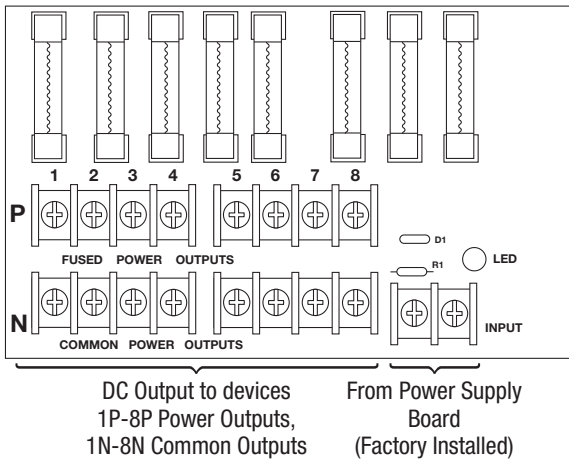 1 2 3 4 5 6 7 8
P
FUSED POWER OUTPUTS
D1
LED
R1
N
INPUT
COMMON POWER OUTPUTS
DC Output to devices
1P-8P Power Outputs,
1N-8N Common Outputs
From Power Supply
Board
(Factory Installed)